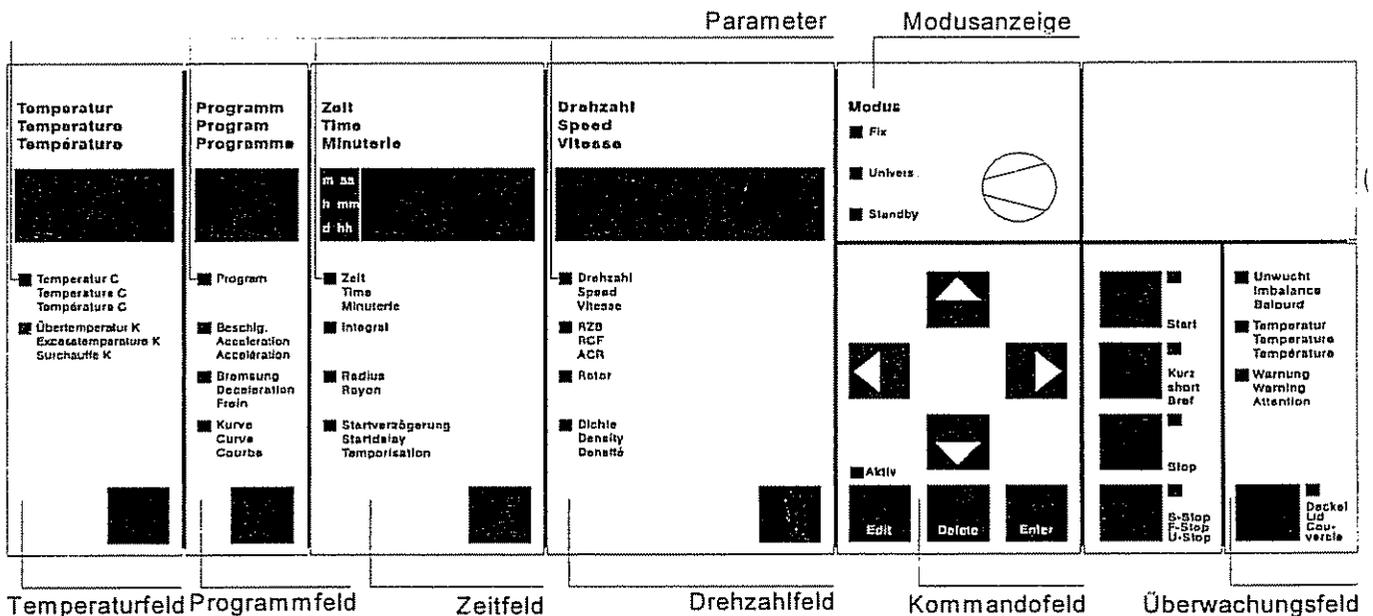 Parameter
Modusanzeige
Temperatur
Temperature
Température
Programm
Program
Programme
Zeit
Time
Minuterie
m ss
h mm
d hh
Drehzahl
Speed
Vitesse
Modus
Fix
Univers.
Standby
Temperatur C
Temperature C
Température C
Übertemperatur K
Excesstemperature K
Surchauffe K
Program
Beschlg.
Acceleration
Accélération
Bremsung
Deceleration
Frein
Kurve
Curve
Courbe
Zeit
Time
Minuterie
Integral
Radius
Rayon
Startverzögerung
Startdelay
Temporisation
Drehzahl
Speed
Vitesse
RZB
RCF
ACR
Rotor
Dichte
Density
Densité
Aktiv
Edit
Delete
Enter
Start
Kurz
short
Bref
Stop
S-Stop
F-Stop
U-Stop
Unwucht
Imbalance
Balourd
Temperatur
Temperature
Température
Warnung
Warning
Attention
Deckel
Lid
Cou-
vercle
Temperaturfeld
Programmfeld
Zeitfeld
Drehzahlfeld
Kommandofeld
Überwachungsfeld